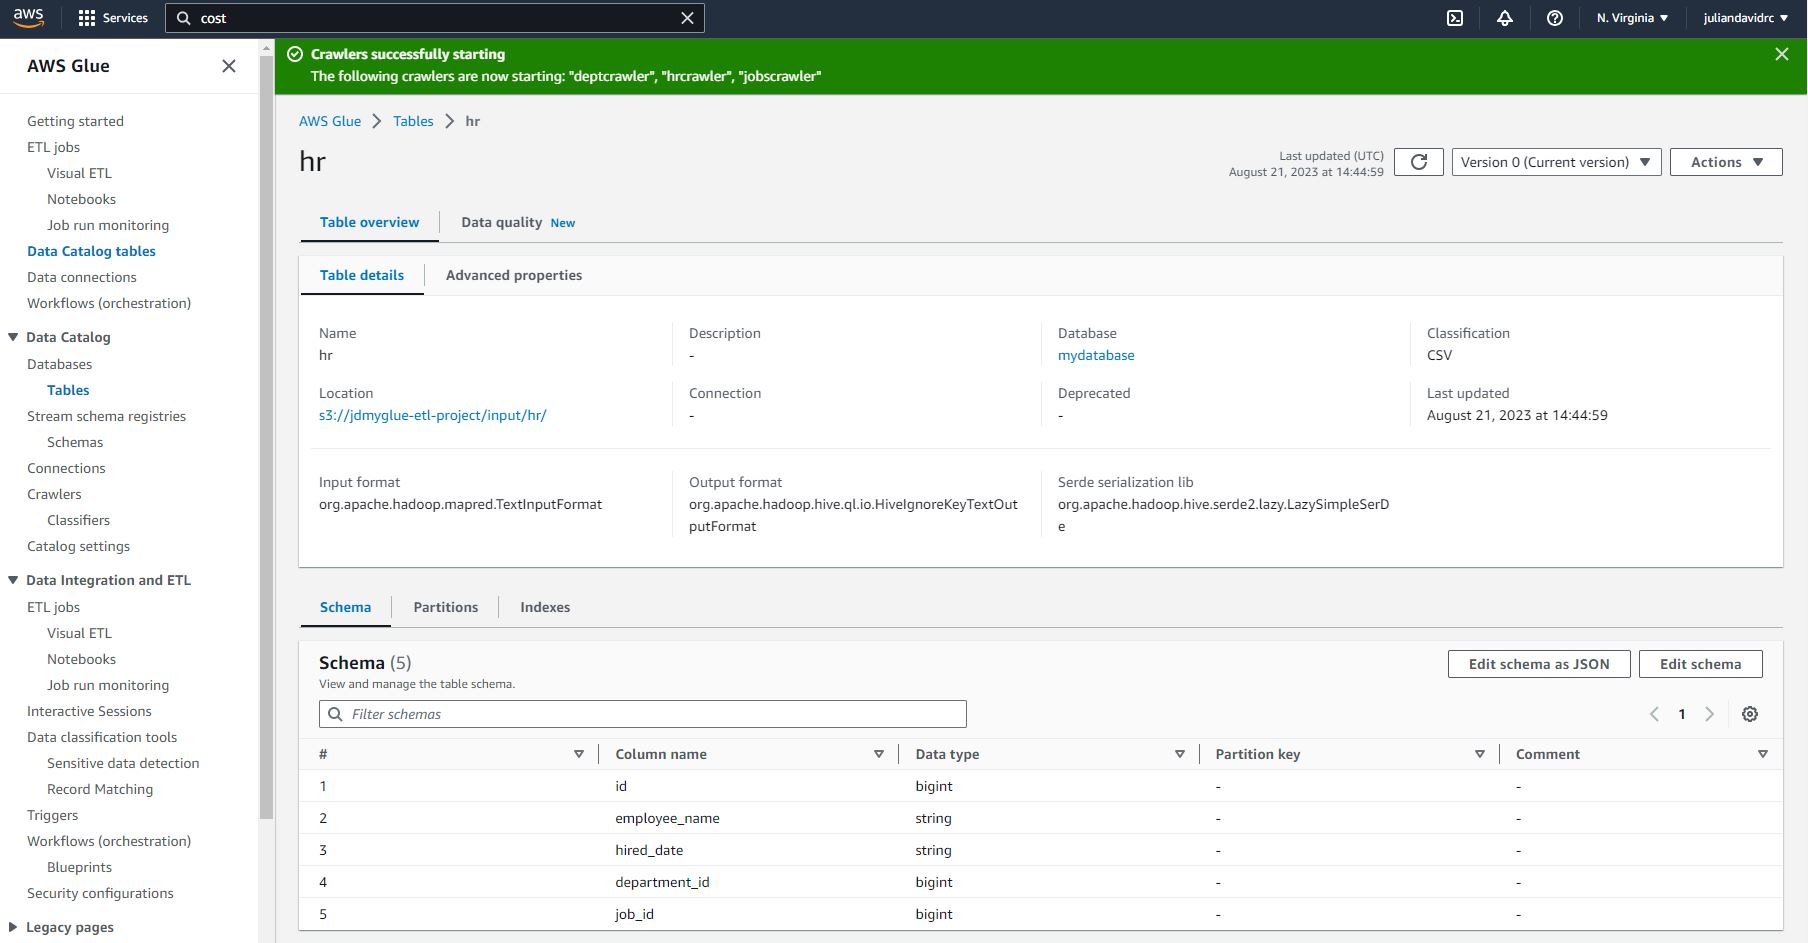 aws
Services
cost
N. Virginia
juliandavidrc
AWS Glue
Getting started
ETL jobs
Visual ETL
Notebooks
Job run monitoring
Data Catalog tables
Data connections
Workflows (orchestration)
Data Catalog
Databases
Tables
Stream schema registries
Schemas
Connections
Crawlers
Classifiers
Catalog settings
Data Integration and ETL
ETL jobs
Visual ETL
Notebooks
Job run monitoring
Interactive Sessions
Data classification tools
Sensitive data detection
Record Matching
Triggers
Workflows (orchestration)
Blueprints
Security configurations
Legacy pages
Crawlers successfully starting
The following crawlers are now starting: "deptcrawler", "hrcrawler", "jobscrawler"
AWS Glue Tables hr
hr
Last updated (UTC)
August 21, 2023 at 14:44:59
Version 0 (Current version)
Actions
Table overview Data quality New
Table details Advanced properties
Name Description Database Classification
hr - mydatabase CSV
Location Connection Deprecated Last updated
s3://jdmyglue-etl-project/input/hr/ - - August 21, 2023 at 14:44:59
Input format Output format Serde serialization lib
org.apache.hadoop.mapred.TextInputFormat org.apache.hadoop.hive.ql.io.HiveIgnoreKeyTextOut org.apache.hadoop.hive.serde2.lazy.LazySimpleSerD
putFormat e
Schema Partitions Indexes
Schema (5)
View and manage the table schema.
Edit schema as JSON
Edit schema
Filter schemas
1
# Column name Data type Partition key Comment
1 id bigint - -
2 employee_name string - -
3 hired_date string - -
4 department_id bigint - -
5 job_id bigint - -